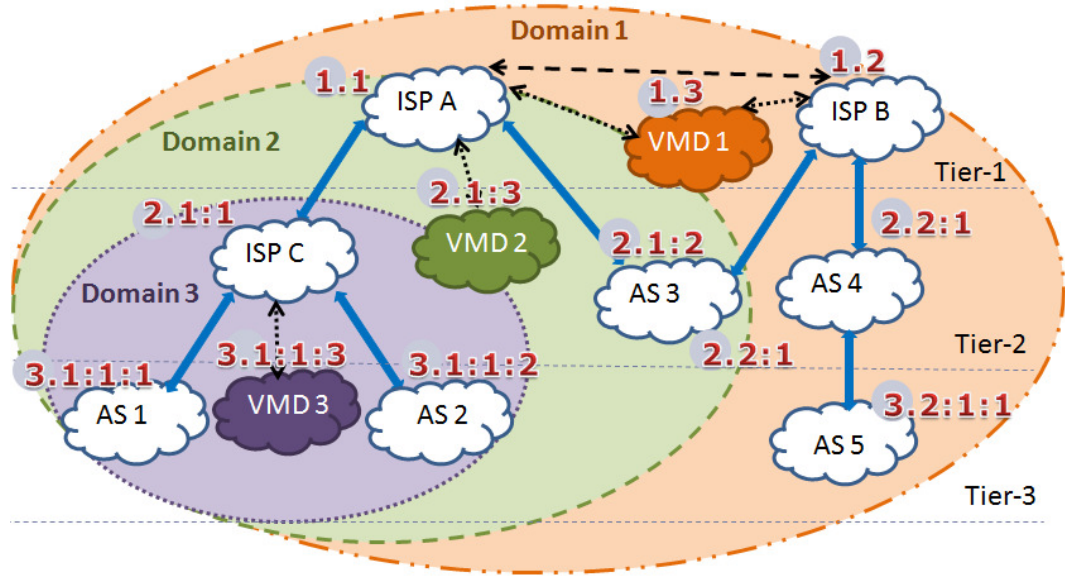 Domain 1
1.1
1.2
ISP A
1.3
ISP B
Domain 2
VMD 1
Tier-1
2.1:1
2.1:3
2.1:2
2.2:1
ISP C
VMD 2
Domain 3
AS 3
AS 4
Tier-2
3.1:1:1
3.1:1:3
3.1:1:2
2.2:1
AS 1
VMD 3
AS 2
3.2:1:1
AS 5
Tier-3